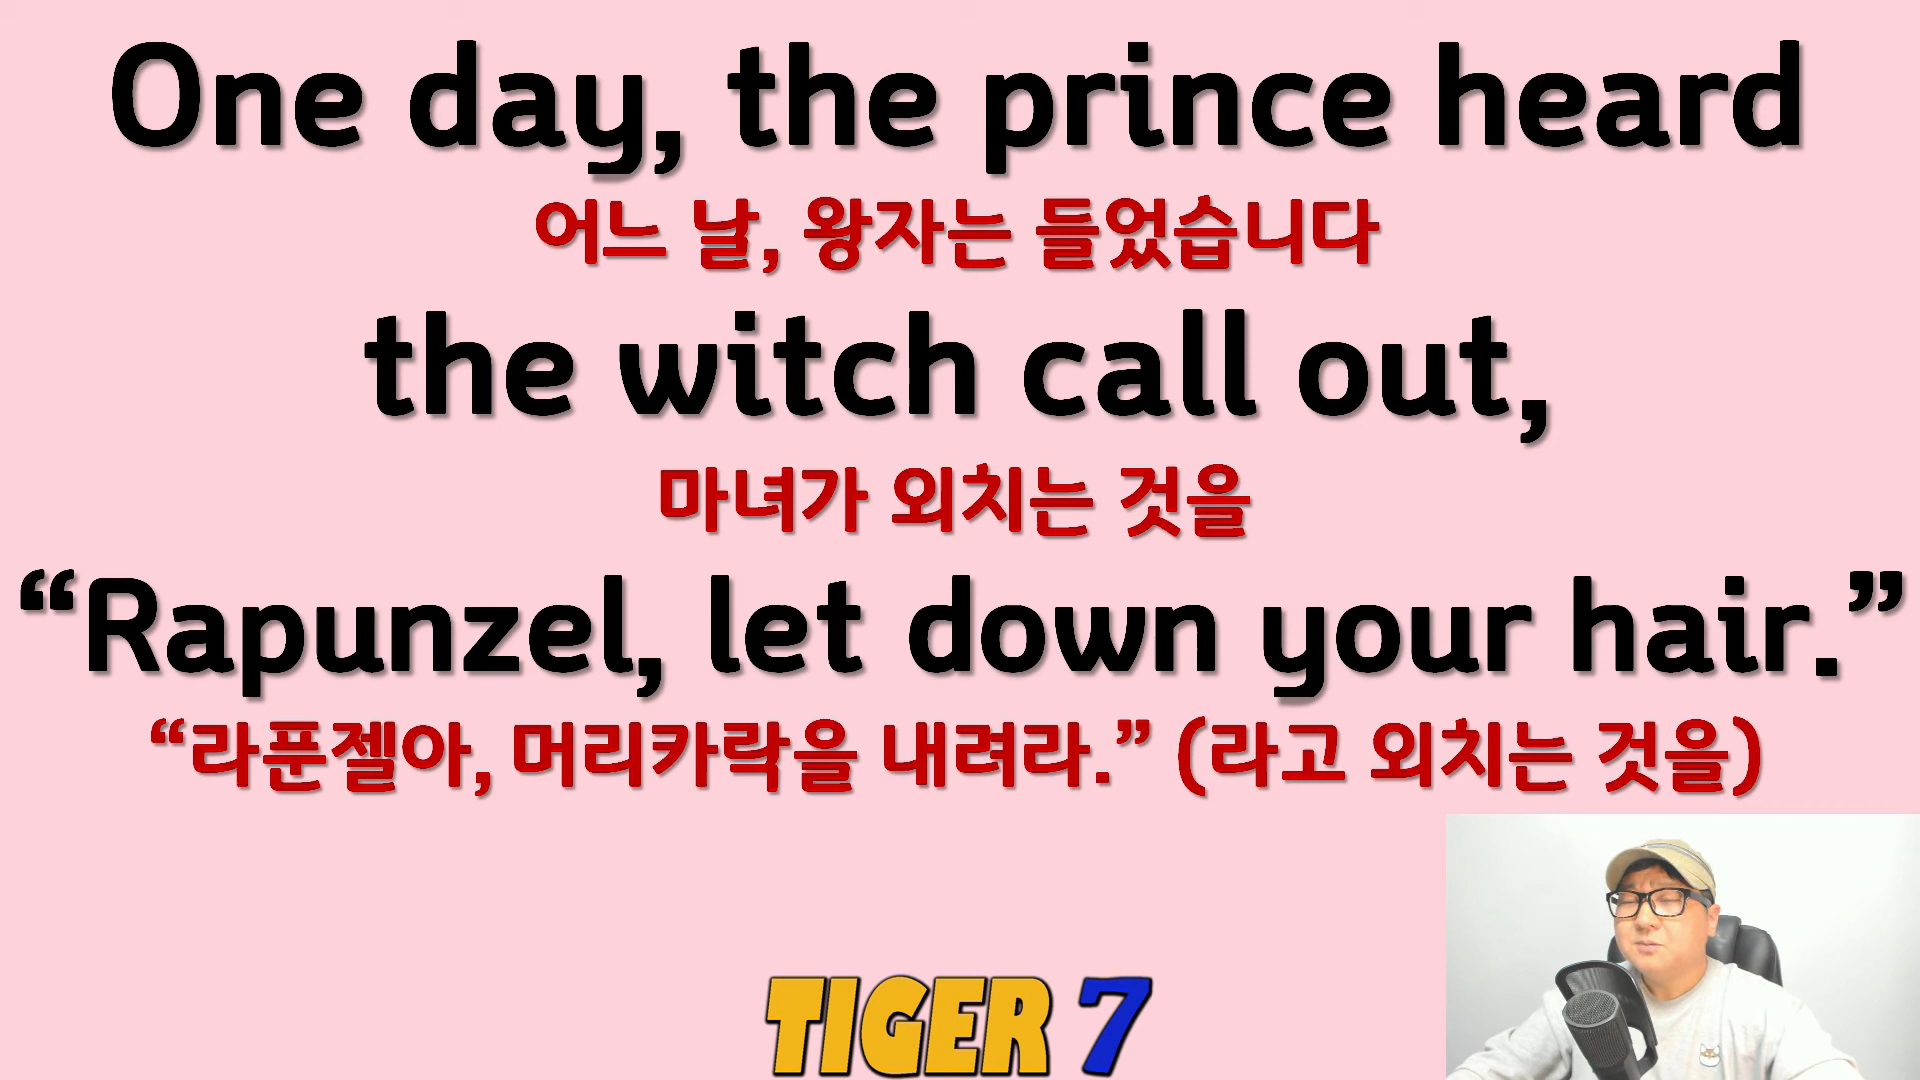 One day, the prince heard
어느 날, 왕자는 들었습니다
the witch call out,
마녀가 외치는 것을
“Rapunzel, let down your hair.”
“라푼젤아, 머리카락을 내려라.” (라고 외치는 것을)
TIGER 7